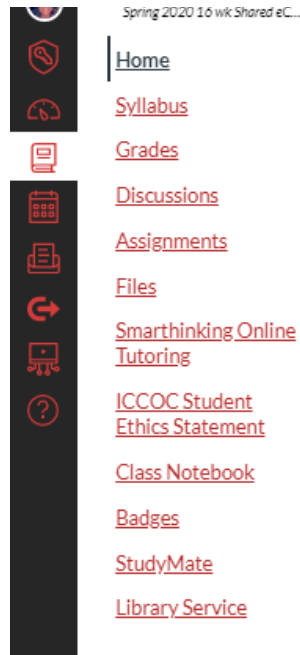 Spring 2020 16 wk Shared eC...
Home
Syllabus
Grades
Discussions
Assignments
Files
Smarthinking Online
Tutoring
ICCOC Student
Ethics Statement
Class Notebook
Badges
StudyMate
Library Service